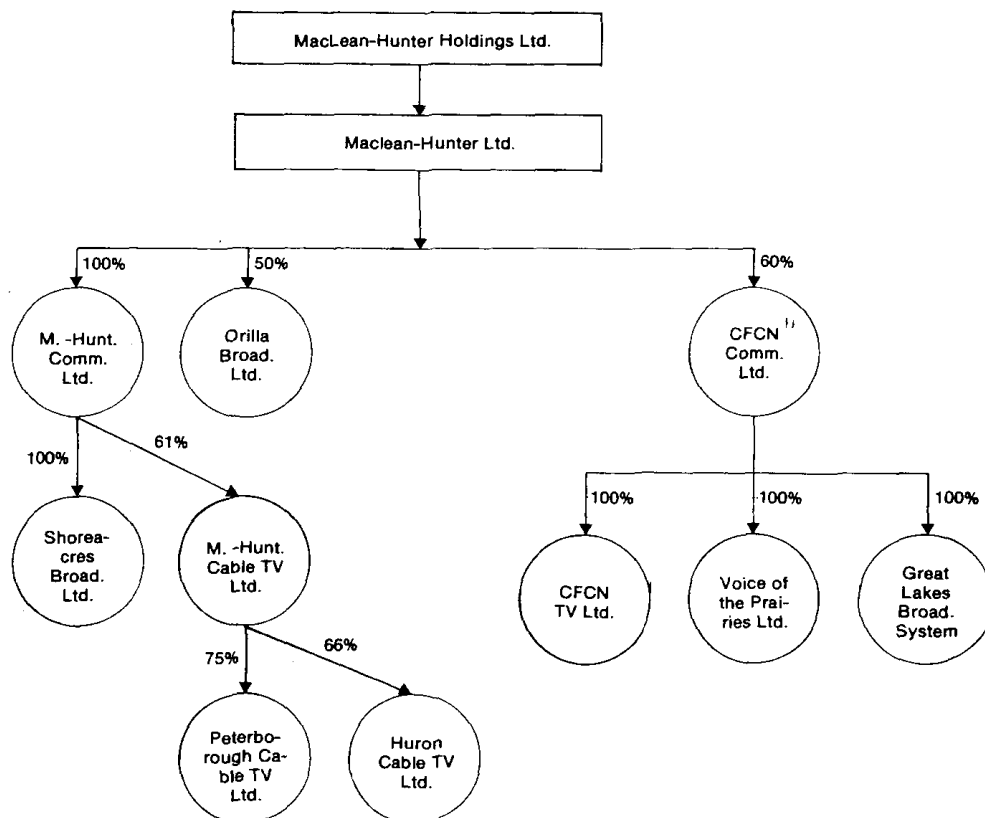 MacLean-Hunter Holdings Ltd.
Maclean-Hunter Ltd.
100%
50%
60%
M. -Hunt.
Comm.
Ltd.
Orilla
Broad.
Ltd.
CFCN 1)
Comm.
Ltd.
100%
61%
100%
100%
100%
Shorea-
cres
Broad.
Ltd.
M. -Hunt.
Cable TV
Ltd.
CFCN
TV Ltd.
Voice of
the Prai-
ries Ltd.
Great
Lakes
Broad.
System
75%
66%
Peterbo-
rough Ca-
ble TV
Ltd.
Huron
Cable TV
Ltd.